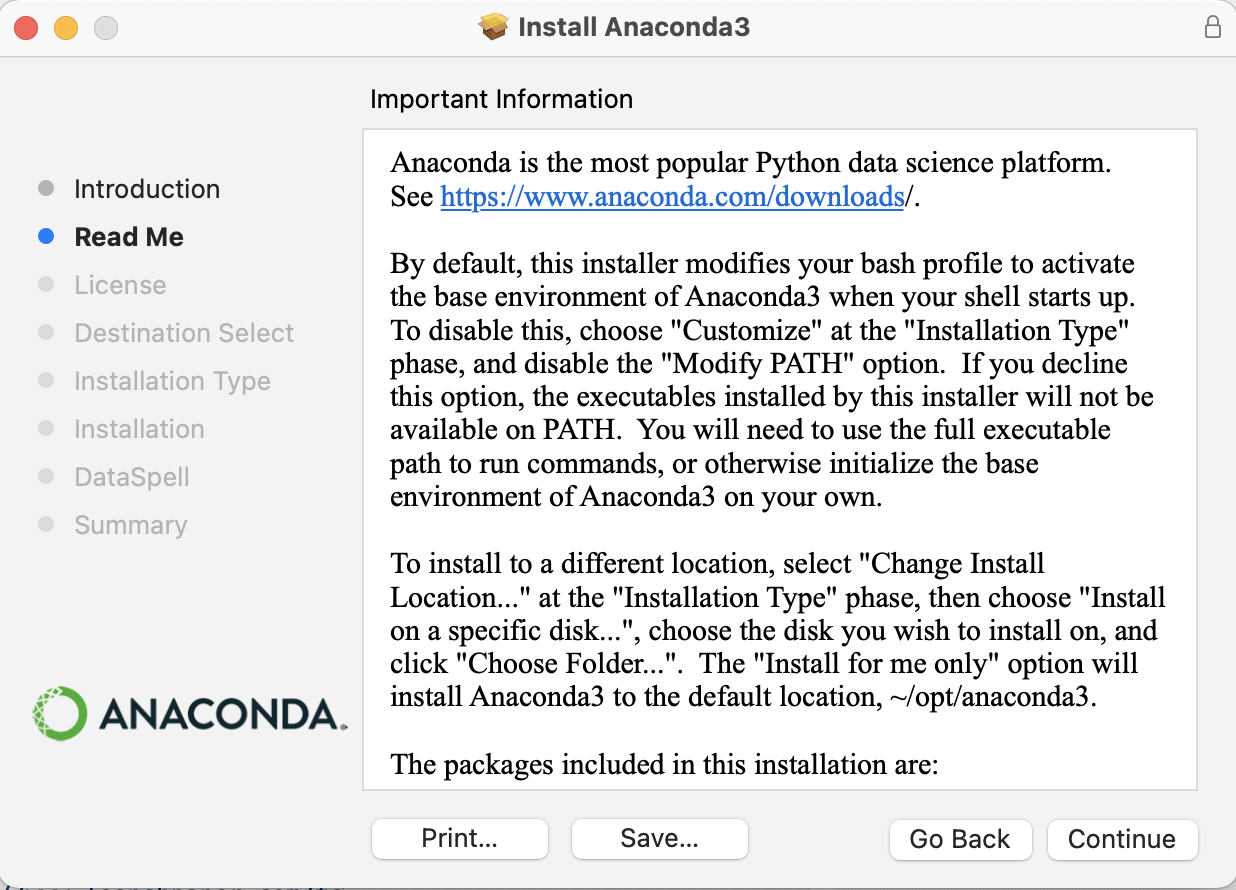 Install Anaconda3
Important Information
Introduction
Read Me
License
Destination Select
Installation Type
Installation
DataSpell
Summary
ANACONDA.
Anaconda is the most popular Python data science platform.
See https://www.anaconda.com/downloads/.
By default, this installer modifies your bash profile to activate
the base environment of Anaconda3 when your shell starts up.
To disable this, choose "Customize" at the "Installation Type"
phase, and disable the "Modify PATH" option.  If you decline
this option, the executables installed by this installer will not be
available on PATH.  You will need to use the full executable
path to run commands, or otherwise initialize the base
environment of Anaconda3 on your own.
To install to a different location, select "Change Install
Location..." at the "Installation Type" phase, then choose "Install
on a specific disk...", choose the disk you wish to install on, and
click "Choose Folder...".  The "Install for me only" option will
install Anaconda3 to the default location, ~/opt/anaconda3.
The packages included in this installation are:
Print...
Save...
Go Back
Continue